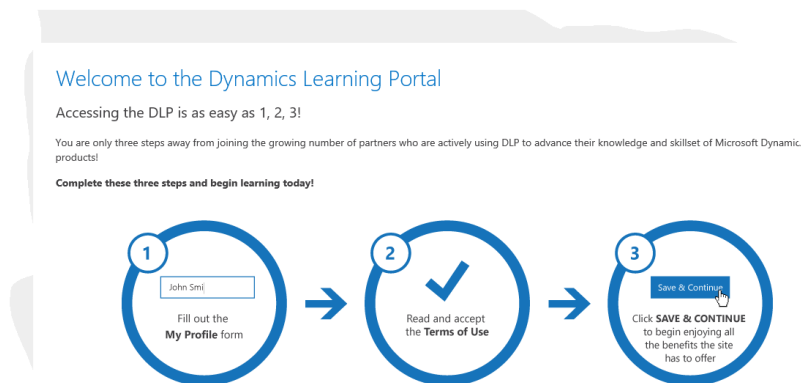 Welcome to the Dynamics Learning Portal
Accessing the DLP is as easy as 1, 2, 3!
You are only three steps away from joining the growing number of partners who are actively using DLP to advance their knowledge and skillset of Microsoft Dynamic
products!
Complete these three steps and begin learning today!
1
John Smi
Fill out the
My Profile form
2
Read and accept
the Terms of Use
3
Save & Continue
Click SAVE & CONTINUE
to begin enjoying all
the benefits the site
has to offer